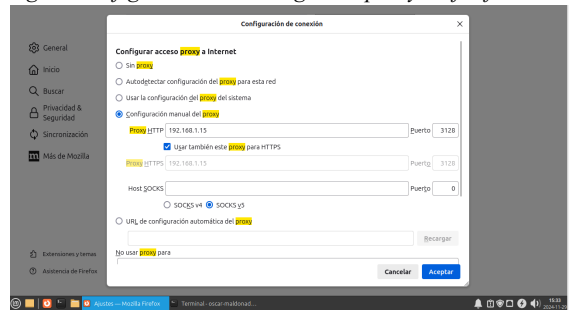 Configuración de conexión
Configurar acceso proxy a Internet
Sin proxy
Autodetectar configuración del proxy para esta red
Usar la configuración del proxy del sistema
Configuración manual del proxy
Proxy HTTP 192.168.1.15 Puerto 3128
Usar también este proxy para HTTPS
Proxy HTTPS 192.168.1.15 Puerto 3128
Host SOCKS Puerto 0
SOCKS v4 SOCKS v5
URL de configuración automática del proxy
Recargar
No usar proxy para
Cancelar Aceptar
General
Inicio
Buscar
Privacidad &
Seguridad
Sincronización
Más de Mozilla
Extensiones y temas
Asistencia de Firefox
Ajustes — Mozilla Firefox Terminal - oscar-maldonad...
15:33
2024-11-29